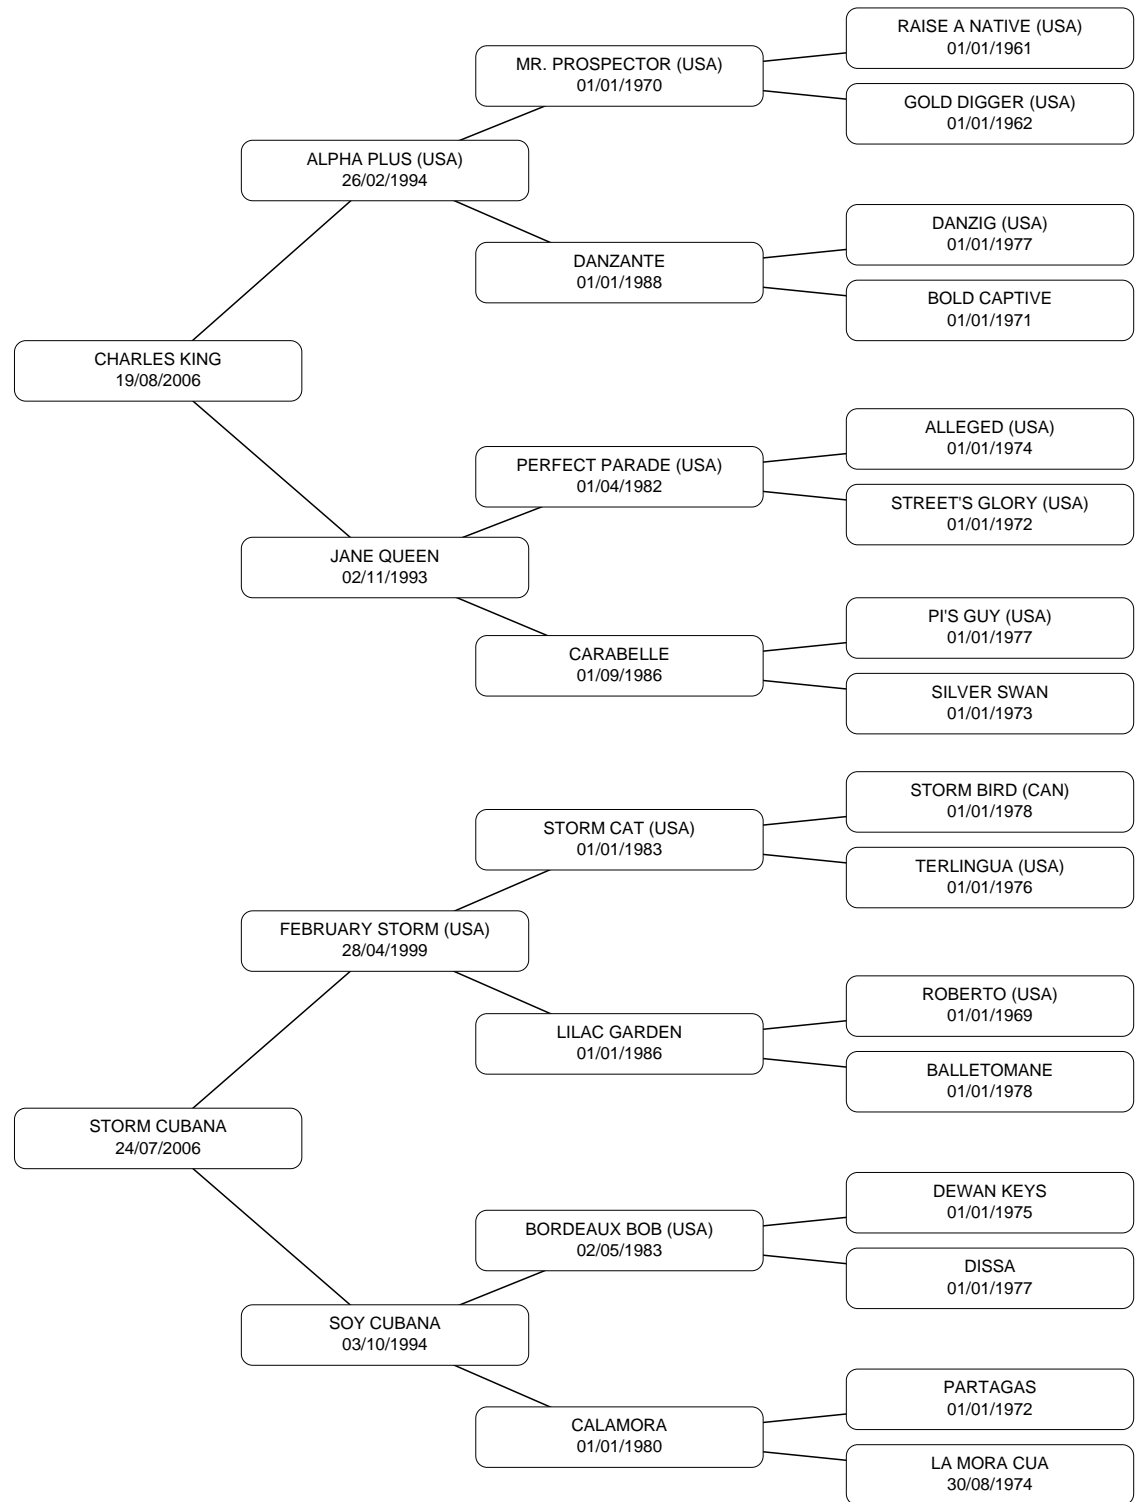 RAISE A NATIVE (USA)
01/01/1961
MR. PROSPECTOR (USA)
01/01/1970
GOLD DIGGER (USA)
01/01/1962
ALPHA PLUS (USA)
26/02/1994
DANZIG (USA)
01/01/1977
DANZANTE
01/01/1988
BOLD CAPTIVE
01/01/1971
CHARLES KING
19/08/2006
ALLEGED (USA)
01/01/1974
PERFECT PARADE (USA)
01/04/1982
STREET'S GLORY (USA)
01/01/1972
JANE QUEEN
02/11/1993
PI'S GUY (USA)
01/01/1977
CARABELLE
01/09/1986
SILVER SWAN
01/01/1973
STORM BIRD (CAN)
01/01/1978
STORM CAT (USA)
01/01/1983
TERLINGUA (USA)
01/01/1976
FEBRUARY STORM (USA)
28/04/1999
ROBERTO (USA)
01/01/1969
LILAC GARDEN
01/01/1986
BALLETOMANE
01/01/1978
STORM CUBANA
24/07/2006
DEWAN KEYS
01/01/1975
BORDEAUX BOB (USA)
02/05/1983
DISSA
01/01/1977
SOY CUBANA
03/10/1994
PARTAGAS
01/01/1972
CALAMORA
01/01/1980
LA MORA CUA
30/08/1974